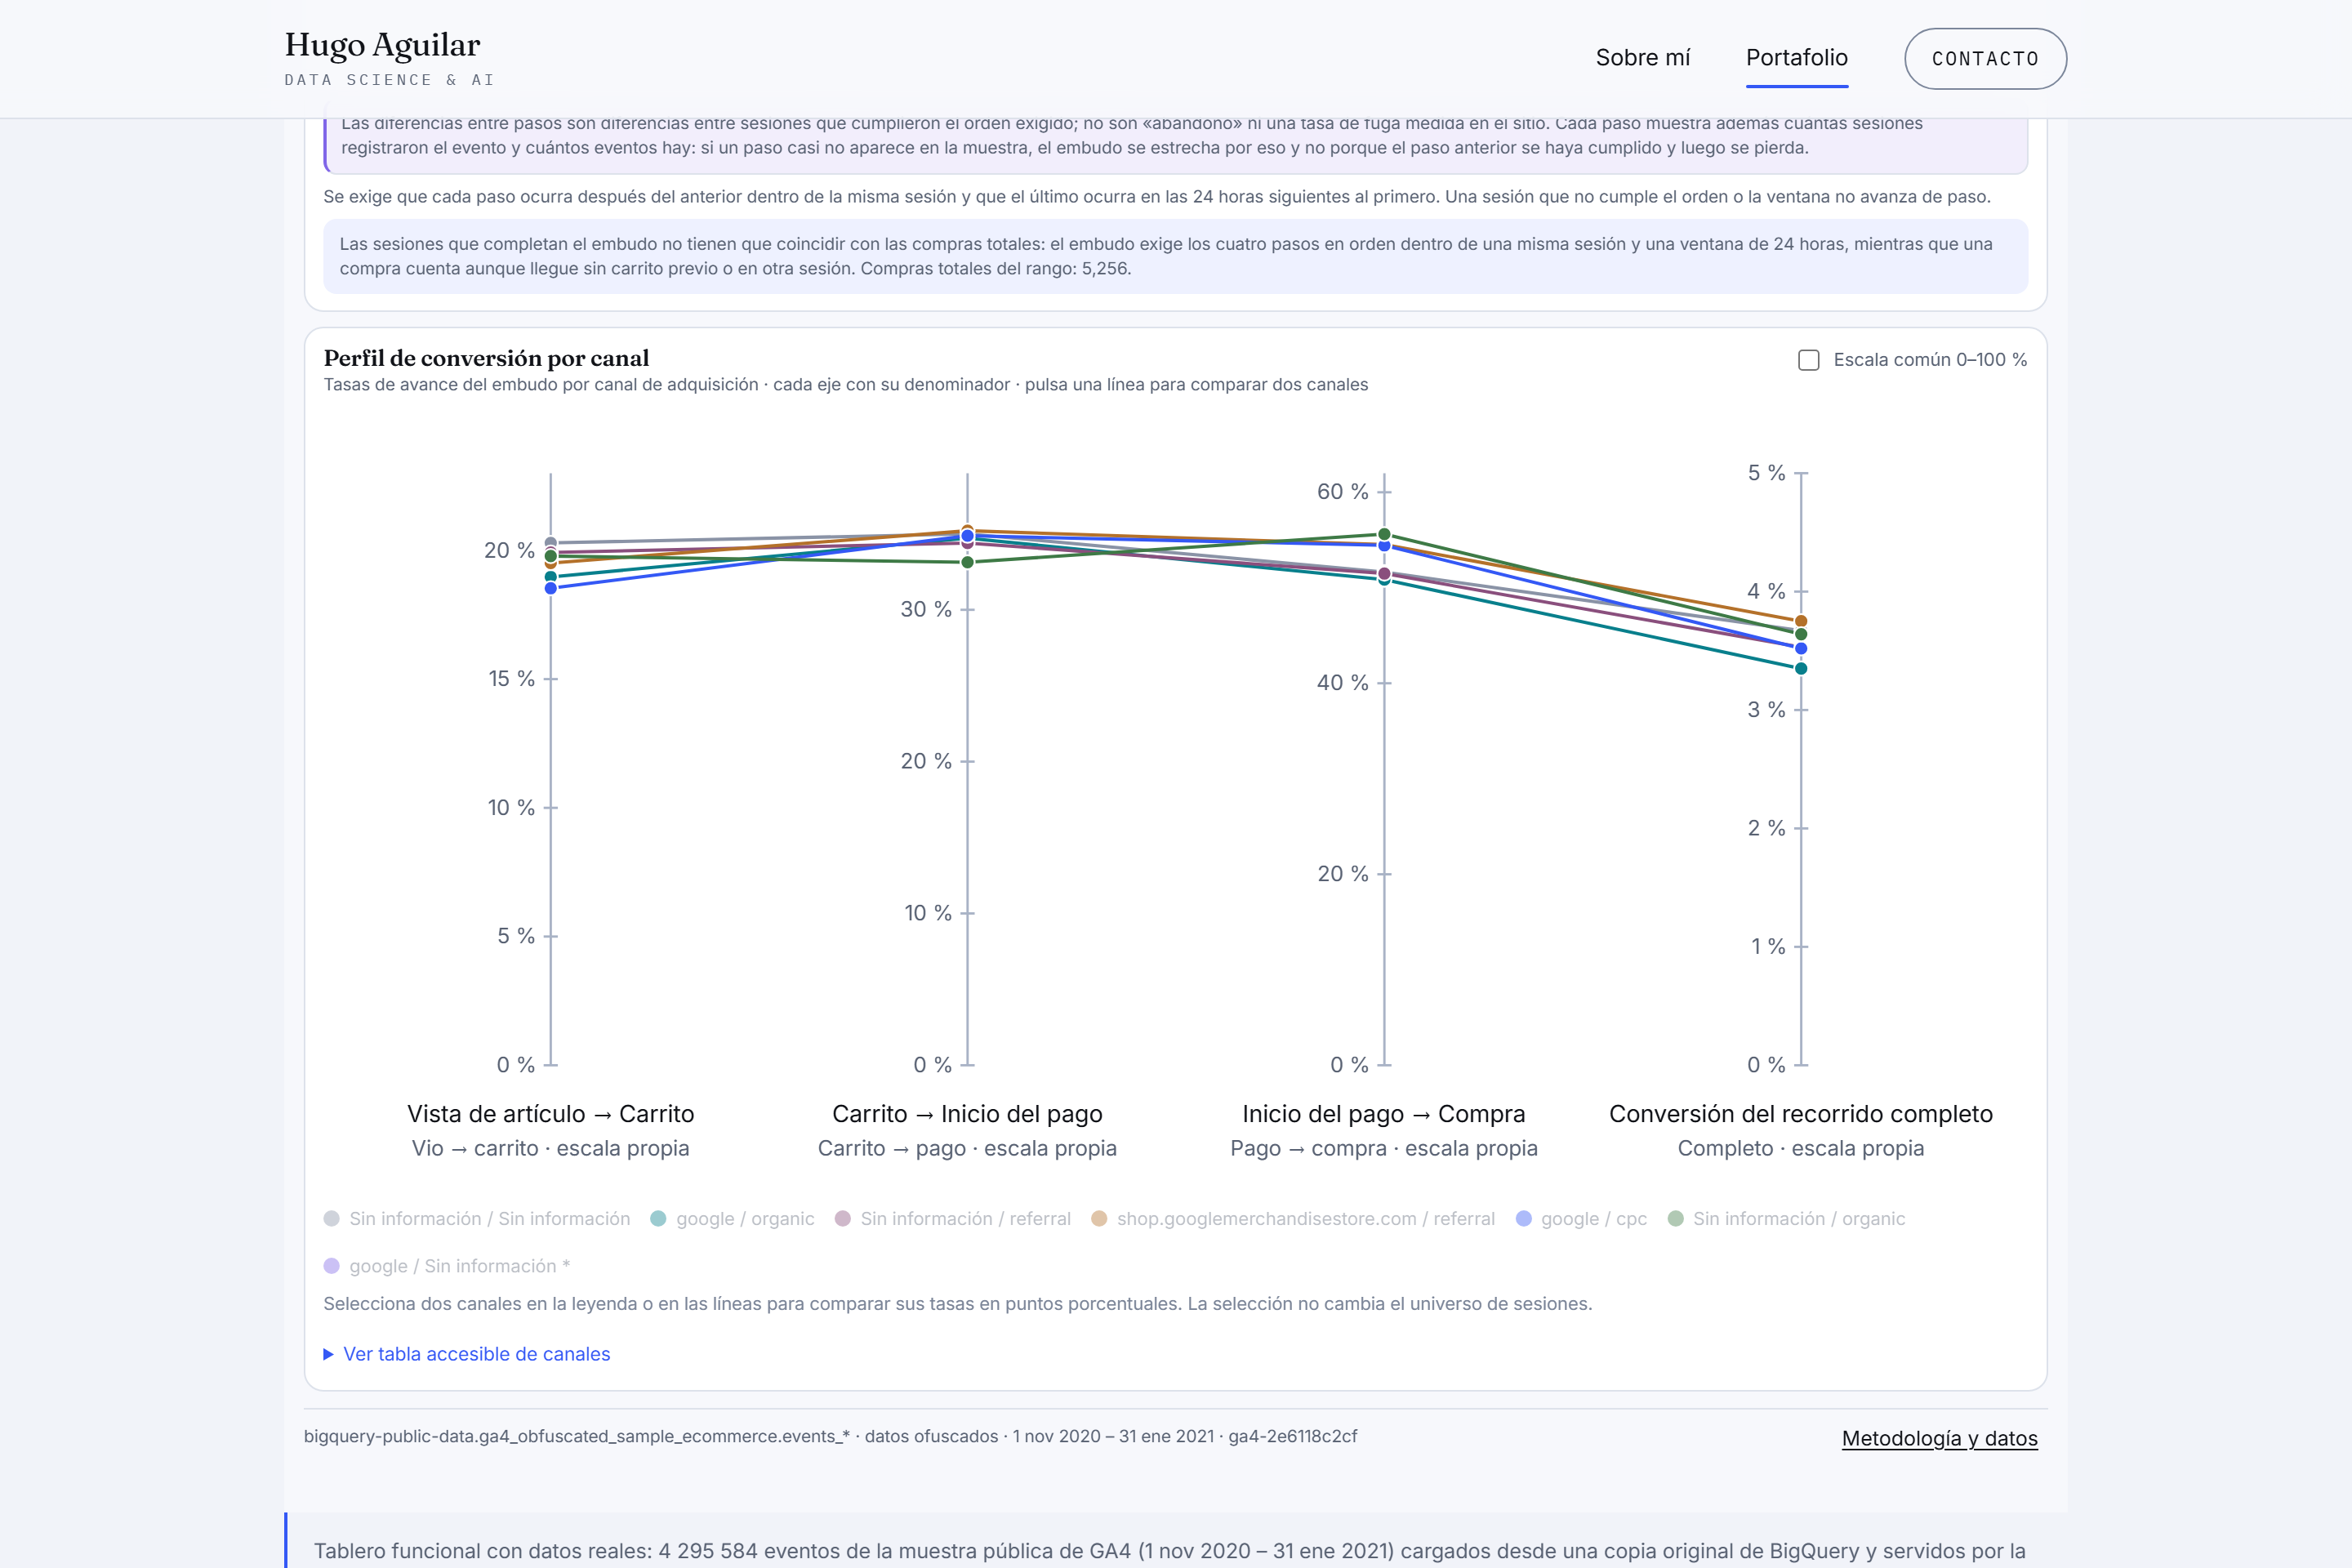 Hugo Aguilar
DATA SCIENCE & AI
Sobre mí
Portafolio
CONTACTO
Las diferencias entre pasos son diferencias entre sesiones que cumplieron el orden exigido; no son «abandono» ni una tasa de fuga medida en el sitio. Cada paso muestra además cuántas sesiones
registraron el evento y cuántos eventos hay: si un paso casi no aparece en la muestra, el embudo se estrecha por eso y no porque el paso anterior se haya cumplido y luego se pierda.
Se exige que cada paso ocurra después del anterior dentro de la misma sesión y que el último ocurra en las 24 horas siguientes al primero. Una sesión que no cumple el orden o la ventana no avanza de paso.
Las sesiones que completan el embudo no tienen que coincidir con las compras totales: el embudo exige los cuatro pasos en orden dentro de una misma sesión y una ventana de 24 horas, mientras que una
compra cuenta aunque llegue sin carrito previo o en otra sesión. Compras totales del rango: 5,256.
Perfil de conversión por canal
Escala común 0–100 %
Tasas de avance del embudo por canal de adquisición · cada eje con su denominador · pulsa una línea para comparar dos canales
20 %
15 %
10 %
5 %
0 %
30 %
20 %
10 %
0 %
60 %
40 %
20 %
0 %
5 %
4 %
3 %
2 %
1 %
0 %
Vista de artículo → Carrito
Vio → carrito · escala propia
Carrito → Inicio del pago
Carrito → pago · escala propia
Inicio del pago → Compra
Pago → compra · escala propia
Conversión del recorrido completo
Completo · escala propia
Sin información / Sin información
google / organic
Sin información / referral
shop.googlemerchandisestore.com / referral
google / cpc
Sin información / organic
google / Sin información *
Selecciona dos canales en la leyenda o en las líneas para comparar sus tasas en puntos porcentuales. La selección no cambia el universo de sesiones.
▶ Ver tabla accesible de canales
bigquery-public-data.ga4_obfuscated_sample_ecommerce.events_* · datos ofuscados · 1 nov 2020 – 31 ene 2021 · ga4-2e6118c2cf
Metodología y datos
Tablero funcional con datos reales: 4 295 584 eventos de la muestra pública de GA4 (1 nov 2020 – 31 ene 2021) cargados desde una copia original de BigQuery y servidos por la